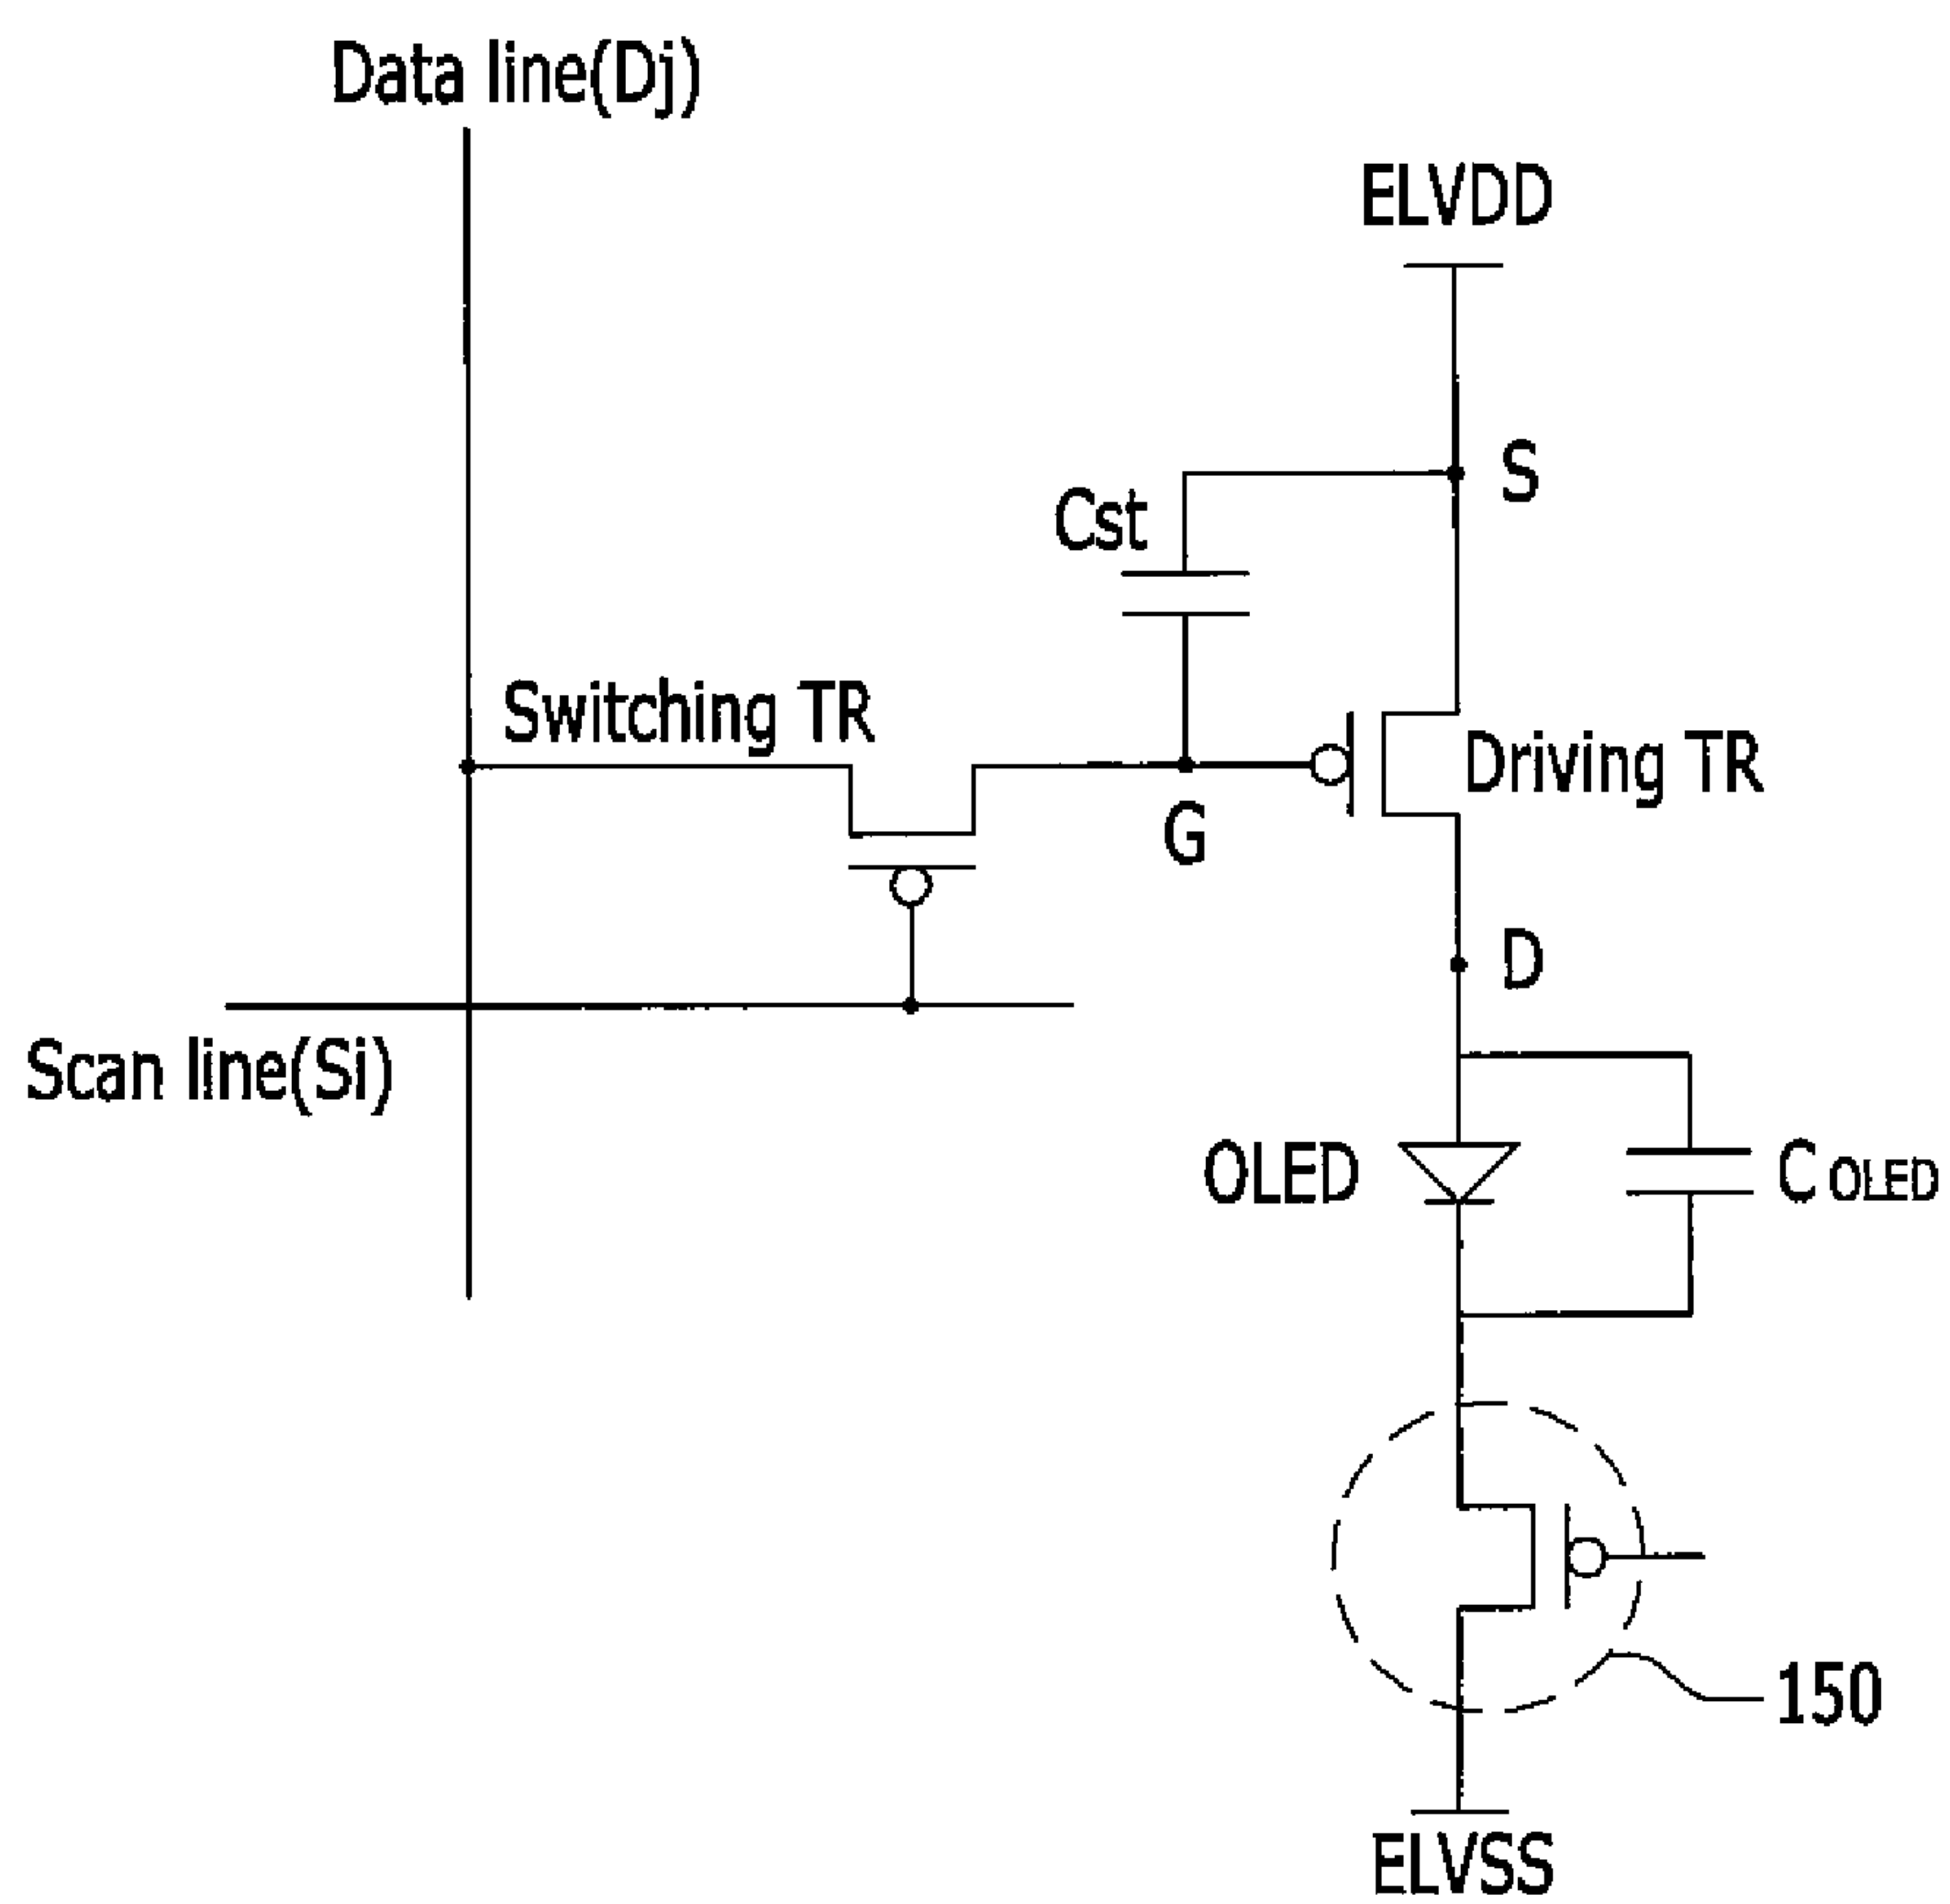 Data line(Dj)
ELVDD
S
Cst
Switching TR
Driving TR
G
D
Scan line(Si)
OLED
COLED
150
ELVSS